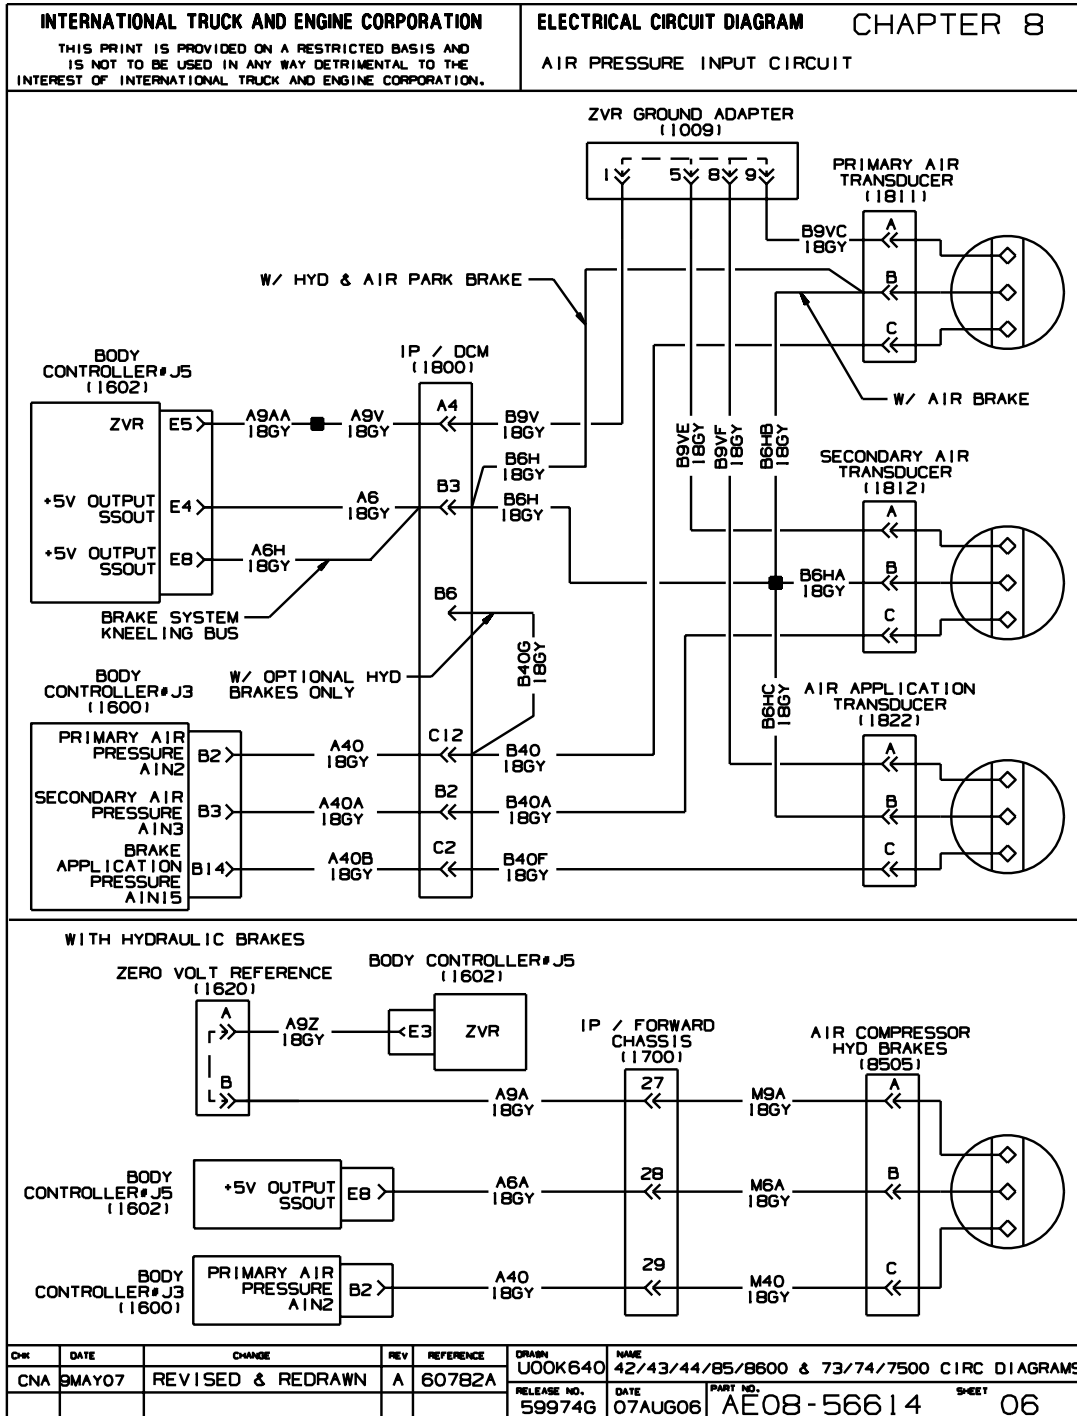 INTERNATIONAL TRUCK AND ENGINE CORPORATION
THIS PRINT IS PROVIDED ON A RESTRICTED BASIS AND
IS NOT TO BE USED IN ANY WAY DETRIMENTAL TO THE
INTEREST OF INTERNATIONAL TRUCK AND ENGINE CORPORATION.
ELECTRICAL CIRCUIT DIAGRAM
CHAPTER 8
AIR PRESSURE INPUT CIRCUIT
ZVR GROUND ADAPTER
(1009)
1 5 8 9
PRIMARY AIR
TRANSDUCER
(1811)
A
B
C
B9VC
18GY
W/ HYD & AIR PARK BRAKE
W/ AIR BRAKE
BODY
CONTROLLER#J5
(1602)
IP / DCM
(1800)
ZVR
E5
A9AA
18GY
A9V
18GY
A4
B9V
18GY
B6H
18GY
+5V OUTPUT
SSOUT
E4
A6
18GY
B3
B6H
18GY
+5V OUTPUT
SSOUT
E8
A6H
18GY
B9VE
18GY
B9VF
18GY
B6HB
18GY
SECONDARY AIR
TRANSDUCER
(1812)
A
B
C
B6HA
18GY
BRAKE SYSTEM
KNEELING BUS
B6
B40G
18GY
W/ OPTIONAL HYD
BRAKES ONLY
B6HC
18GY
BODY
CONTROLLER#J3
(1600)
AIR APPLICATION
TRANSDUCER
(1822)
A
B
C
PRIMARY AIR
PRESSURE
AIN2
B2
A40
18GY
C12
B40
18GY
SECONDARY AIR
PRESSURE
AIN3
B3
A40A
18GY
B2
B40A
18GY
BRAKE
APPLICATION
PRESSURE
AIN15
B14
A40B
18GY
C2
B40F
18GY
WITH HYDRAULIC BRAKES
ZERO VOLT REFERENCE
(1620)
A
B
A9Z
18GY
BODY CONTROLLER#J5
(1602)
E3
ZVR
IP / FORWARD
CHASSIS
(1700)
AIR COMPRESSOR
HYD BRAKES
(8505)
A9A
18GY
27
M9A
18GY
A
BODY
CONTROLLER#J5
(1602)
+5V OUTPUT
SSOUT
E8
A6A
18GY
28
M6A
18GY
B
BODY
CONTROLLER#J3
(1600)
PRIMARY AIR
PRESSURE
AIN2
B2
A40
18GY
29
M40
18GY
C
CHK DATE CHANGE REV REFERENCE
CNA 9MAY07 REVISED & REDRAWN A 60782A
DRAWN
U00K640
NAME
42/43/44/85/8600 & 73/74/7500 CIRC DIAGRAMS
RELEASE NO.
59974G
DATE
07AUG06
PART NO.
AE08-56614
SHEET
06